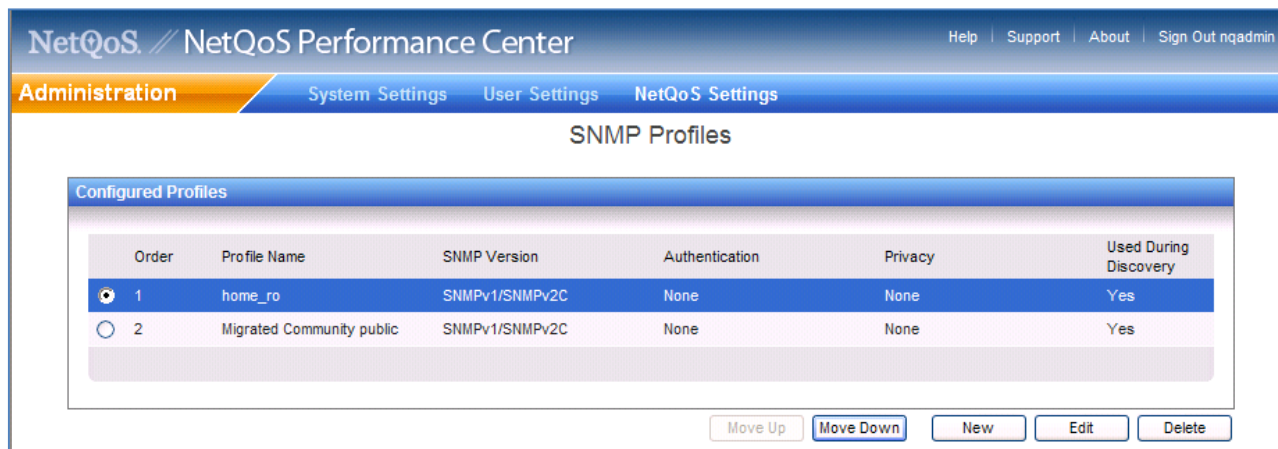 NetQoS. // NetQoS Performance Center
Help | Support | About | Sign Out nqadmin
Administration System Settings User Settings NetQoS Settings
SNMP Profiles
Configured Profiles
Order Profile Name SNMP Version Authentication Privacy Used During Discovery
1 home_ro SNMPv1/SNMPv2C None None Yes
2 Migrated Community public SNMPv1/SNMPv2C None None Yes
Move Up Move Down New Edit Delete